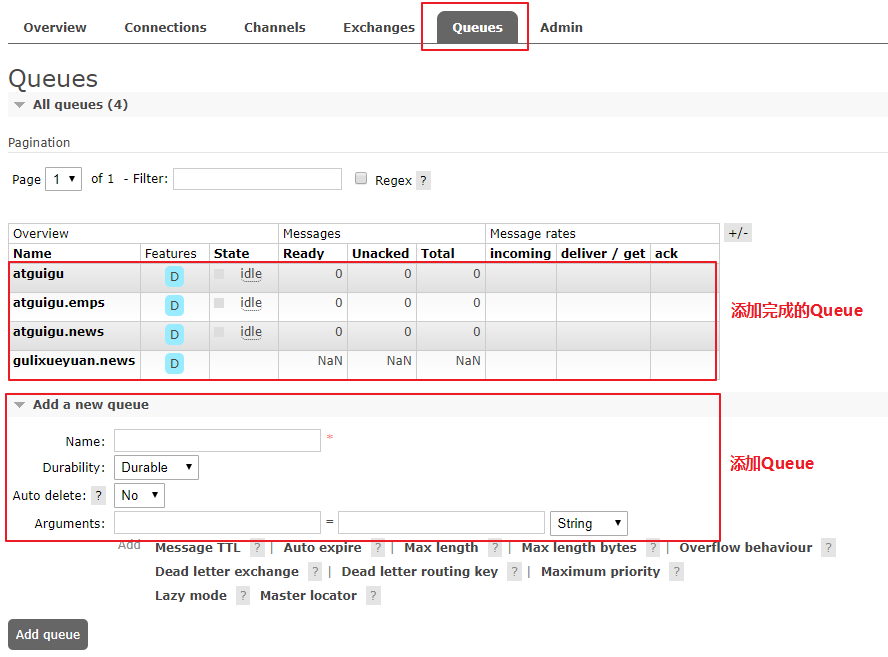 Overview Connections Channels Exchanges Queues Admin
Queues
All queues (4)
Pagination
Page 1 of 1 - Filter: Regex ?
Overview Messages Message rates +/-
Name Features State Ready Unacked Total incoming deliver / get ack
atguigu D idle 0 0 0
atguigu.emps D idle 0 0 0
atguigu.news D idle 0 0 0
gulixueyuan.news D NaN NaN NaN
添加完成的Queue
Add a new queue
Name: *
Durability: Durable
添加Queue
Auto delete: ? No
Arguments: = String
Add Message TTL ? | Auto expire ? | Max length ? | Max length bytes ? | Overflow behaviour ?
Dead letter exchange ? | Dead letter routing key ? | Maximum priority ?
Lazy mode ? Master locator ?
Add queue